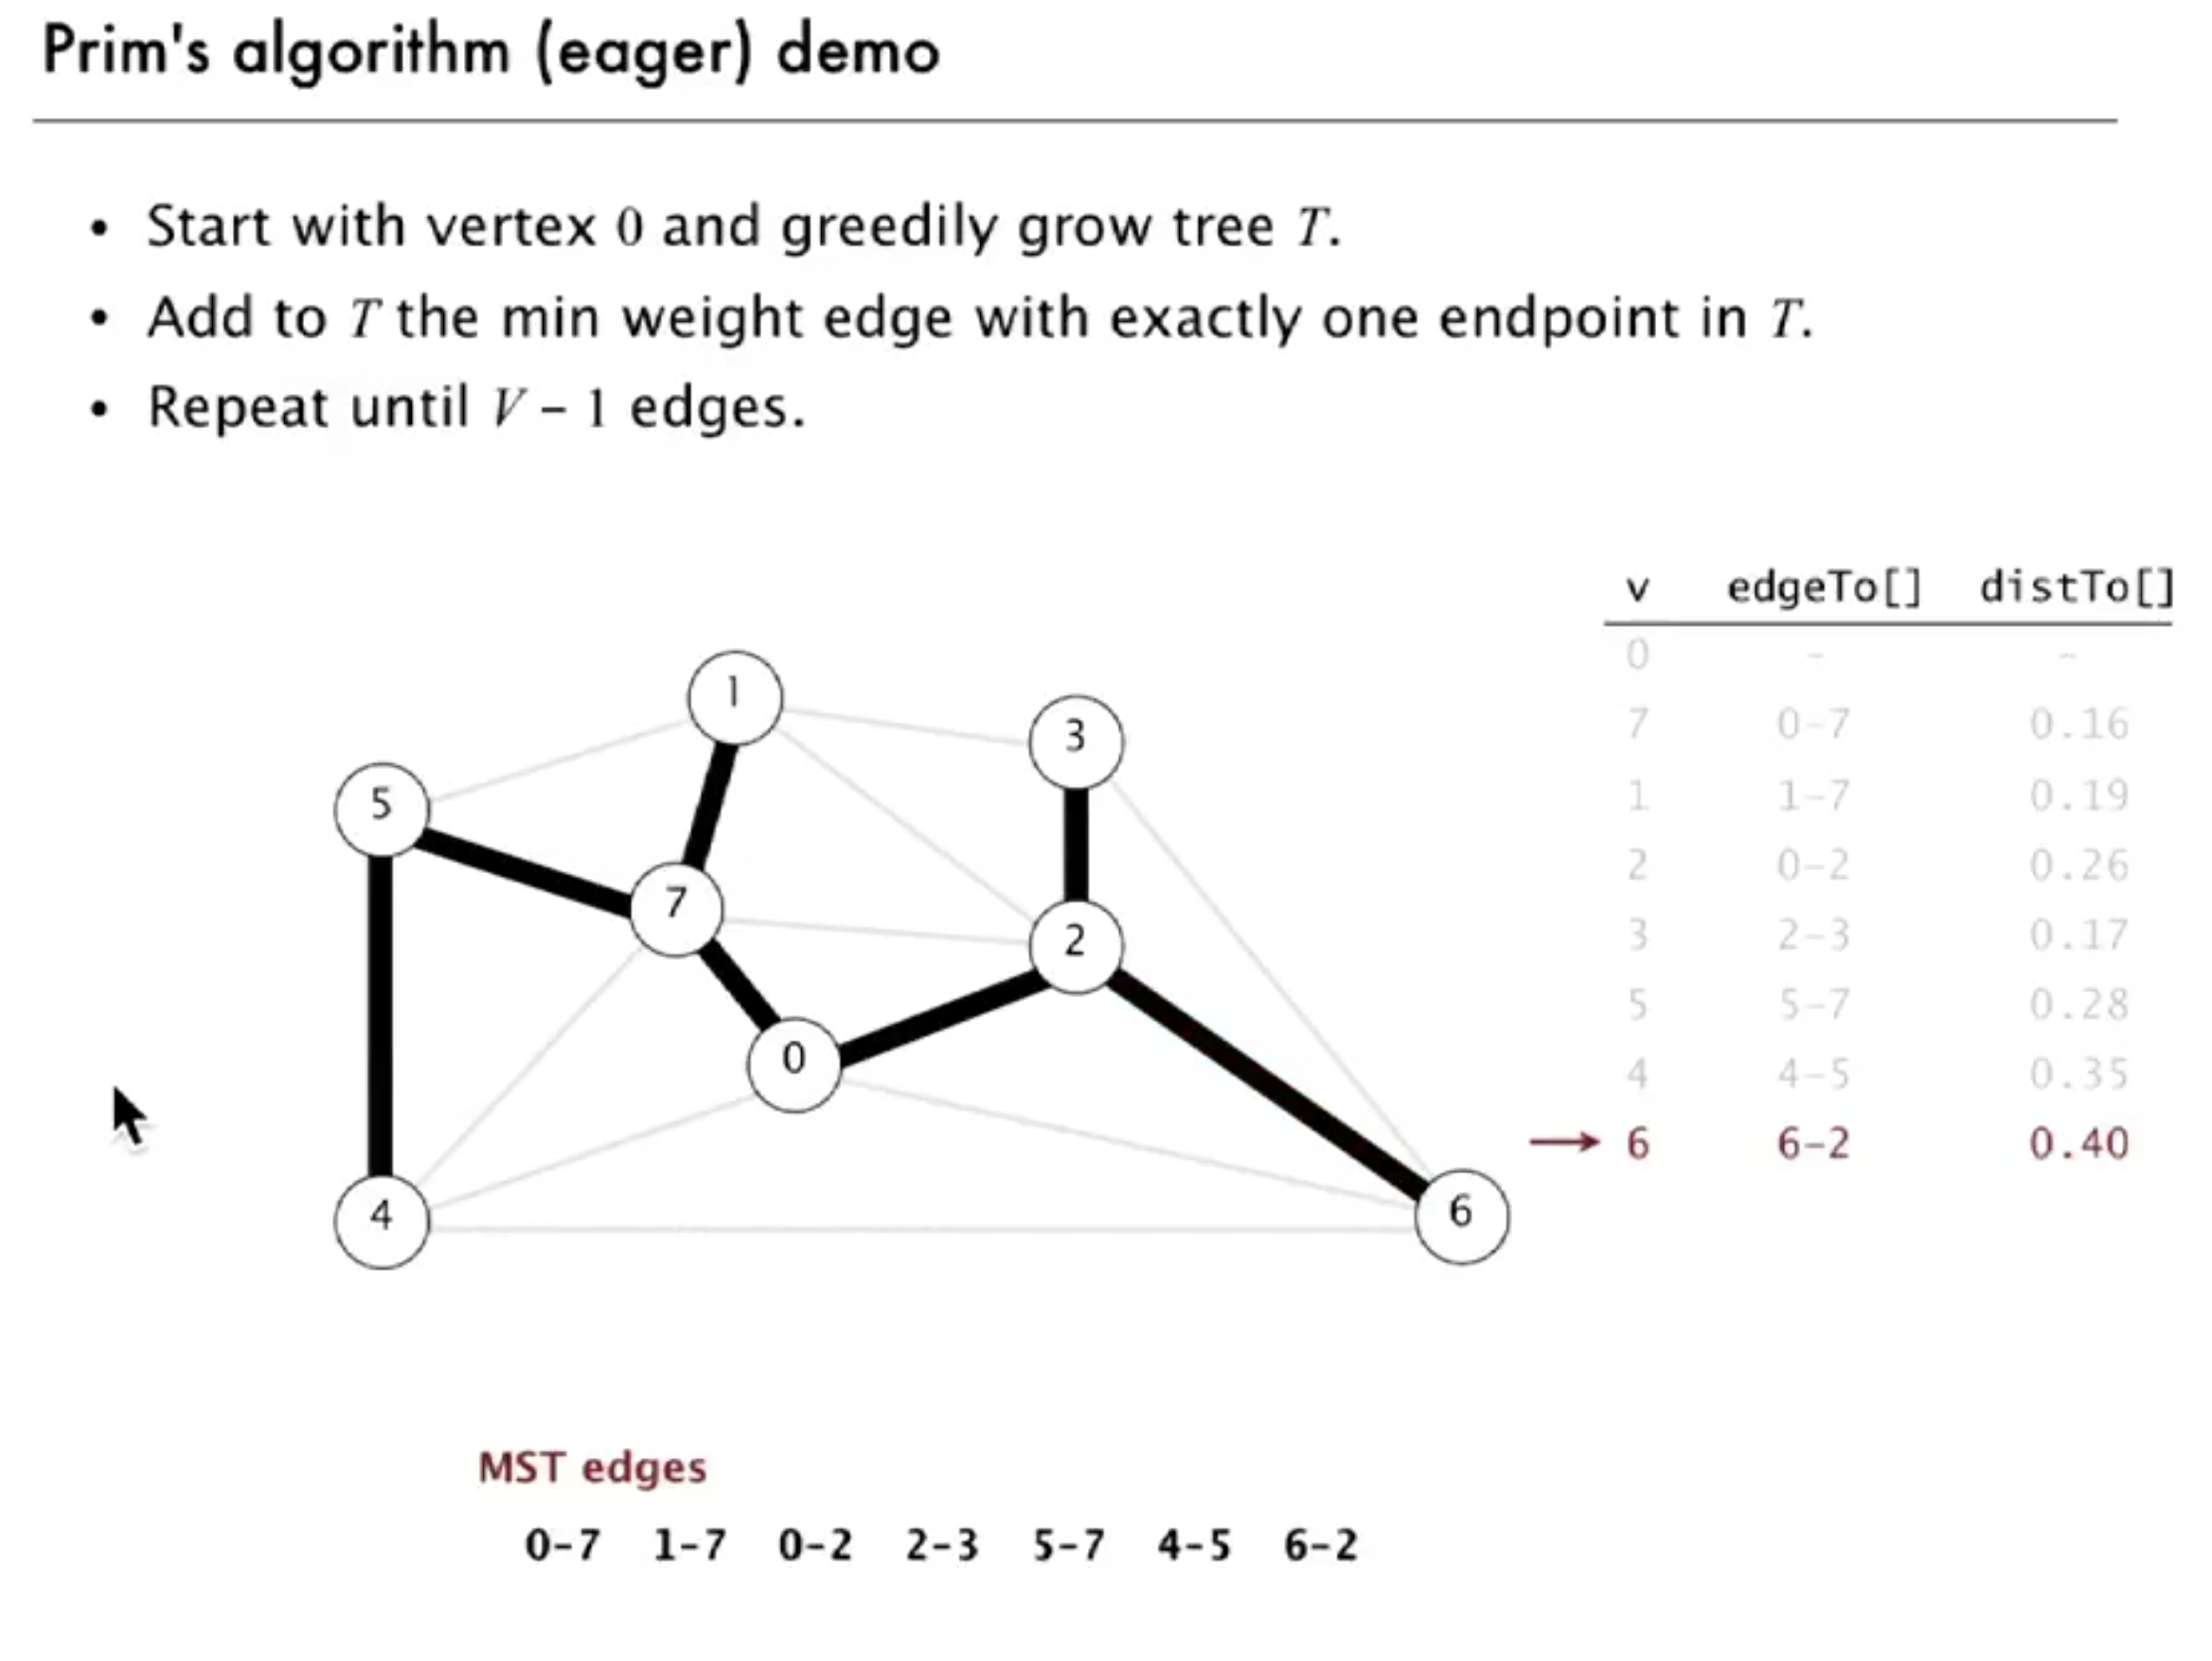 Prim's algorithm (eager) demo
• Start with vertex 0 and greedily grow tree T.
• Add to T the min weight edge with exactly one endpoint in T.
• Repeat until V – 1 edges.
v edgeTo[] distTo[]
0 – –
7 0–7 0.16
1 1–7 0.19
2 0–2 0.26
3 2–3 0.17
5 5–7 0.28
4 4–5 0.35
6 6–2 0.40
1
3
5
7
2
0
4
6
MST edges
0–7 1–7 0–2 2–3 5–7 4–5 6–2